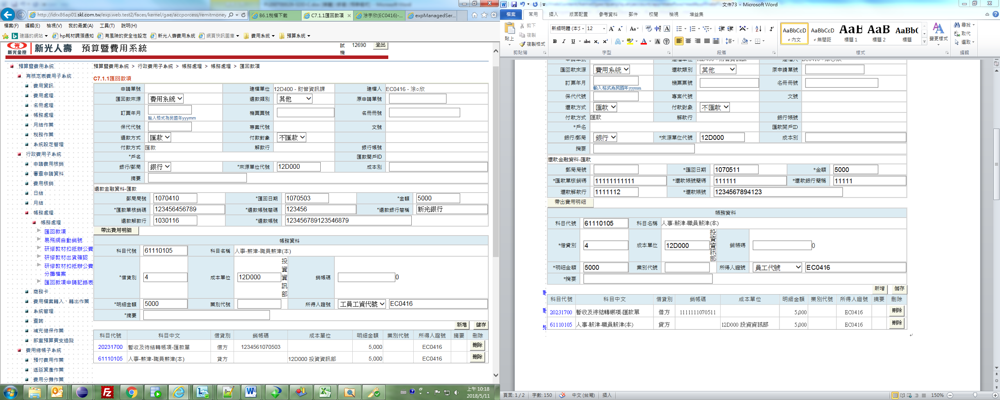 http://idrx86ap01.skl.com.tw/exp.web.test2/faces/kernel/gae/accporcess/remitmoney
B6.1稅檔下載
C7.1.1匯回款項
涂宇欣(EC0416)-...
expManagedSer...
檔案(F) 編輯(E) 檢視(V) 我的最愛(A) 工具(T) 說明(H)
建議的網站 hp耗材調漲通知 有風險的安全性設定 新光人壽費用系統 網頁快訊圖庫 費用系統 預算系統
新光金控 新光人壽 預算暨費用系統
試機 12690 登出
預算暨費用系統
有核定表費用子系統
費用資訊
費用處理
名冊處理
帳務處理
月結作業
稅務作業
系統設定管理
行政費用子系統
申請費用核銷
審查申請資料
費用核銷
日結
月結
帳務處理
帳務處理
匯回款項
易飛網自動銷號
研修教材扣抵辦公費
研修教材出貨確認
研修教材扣抵辦公費
分攤檔案
匯回款項申請記錄表
商務卡
費用檔案轉入、轉出作業
系統管理
查詢
補充健保作業
部室預算實支追蹤
費用總帳子系統
預付費用作業
遞延資產作業
費用分攤作業
預算暨費用系統 > 行政費用子系統 > 帳務處理 > 帳務處理 > 匯回款項
C7.1.1匯回款項
申請單號 建檔單位 12D400 - 財管資訊課 建檔人 EC0416 - 涂○欣
匯回款來源 費用系統 還款類別 其他 原申請單號
訂票年月 輸入格式為民國年yyymm 機票票號 名冊冊號
保代代號 專案代號 文號
還款方式 匯款 付款對象 不匯款
付款方式 匯款 解款行 銀行帳號
*戶名 匯款開戶ID
銀行/郵局 銀行 *來源單位代號 12D000 成本別
摘要
還款金融資料-匯款
郵局局號 1070410 *匯回日期 1070503 *金額 5000
*匯款單核銷碼 123456456789 *還款帳號簡碼 123456 *還款銀行簡稱 新光銀行
還款解款行 1030116 *還款帳號 123456789123546879
帶出費用明細
帳務資料
科目代號 61110105 科目名稱 人事-薪津-職員薪津(本)
*借貸別 4 成本單位 12D000 投資資訊部 銷帳碼 0
*明細金額 5000 業別代號 所得人證號 工員工資代號 EC0416
*摘要
新增 儲存
科目代號 科目中文 借貸別 銷帳碼 成本單位 明細金額 業別代號 所得人證號 摘要 刪除
20231700 暫收及待結轉帳項-匯款單 借方 1234561070503 5,000 EC0416 刪除
61110105 人事-薪津-職員薪津(本) 貸方 12D000 投資資訊部 5,000 EC0416 刪除
上午 10:18
2018/5/11
文件73 - Microsoft Word
檔案 常用 插入 版面配置 參考資料 郵件 校閱 檢視 增益集
貼上 剪下 複製 複製格式 剪貼簿
新細明體 (本文 12 字型
段落
AaBbCcD 內文
AaBbCcD 無間距
AaBb 標題 1
AaB 標題 2
AaBb( 標題
變更樣式 樣式
尋找 取代 選取 編輯
匯回款來源 費用系統 還款類別 其他 原申請單號
訂票年月 輸入格式為民國年yyymm 機票票號 名冊冊號
保代代號 專案代號 文號
還款方式 匯款 付款對象 不匯款
付款方式 匯款 解款行 銀行帳號
*戶名 匯款開戶ID
銀行/郵局 銀行 *來源單位代號 12D000 成本別
摘要
還款金融資料-匯款
郵局局號 *匯回日期 1070511 *金額 5000
*匯款單核銷碼 11111111111 *還款帳號簡碼 111111 *還款銀行簡稱 11111
還款解款行 1111112 *還款帳號 1234567894123
帶出費用明細
帳務資料
科目代號 61110105 科目名稱 人事-薪津-職員薪津(本)
*借貸別 4 成本單位 12D000 投資資訊部 銷帳碼 0
*明細金額 5000 業別代號 所得人證號 員工代號 EC0416
*摘要
新增 儲存
科目代號 科目中文 借貸別 銷帳碼 成本單位 明細金額 業別代號 所得人證號 摘要 刪除
20231700 暫收及待結轉帳項-匯款單 借方 1111111070511 5,000 EC0416 刪除
61110105 人事-薪津-職員薪津(本) 貸方 12D000 投資資訊部 5,000 EC0416 刪除
頁面: 1 / 2 字數: 150 中文 (台灣) 插入 150%